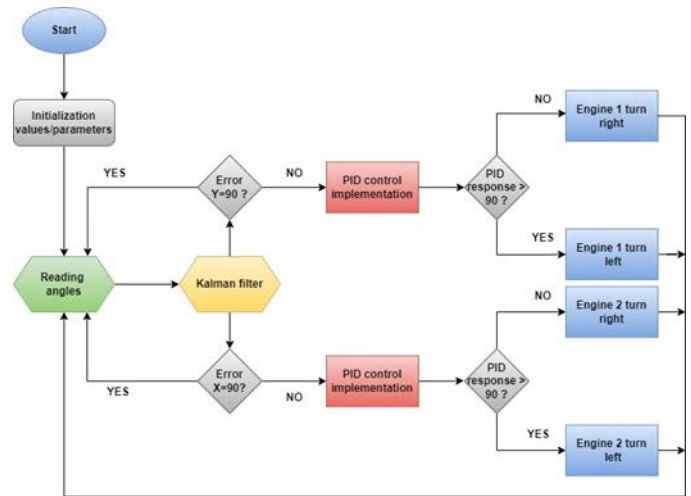 Start
Initialization
values/parameters
Reading
angles
Kalman filter
YES
Error
Y=90 ?
NO
PID control
implementation
PID
response >
90 ?
NO
Engine 1 turn
right
YES
Engine 1 turn
left
YES
Error
X=90?
NO
PID control
implementation
PID
response >
90 ?
NO
Engine 2 turn
right
YES
Engine 2 turn
left